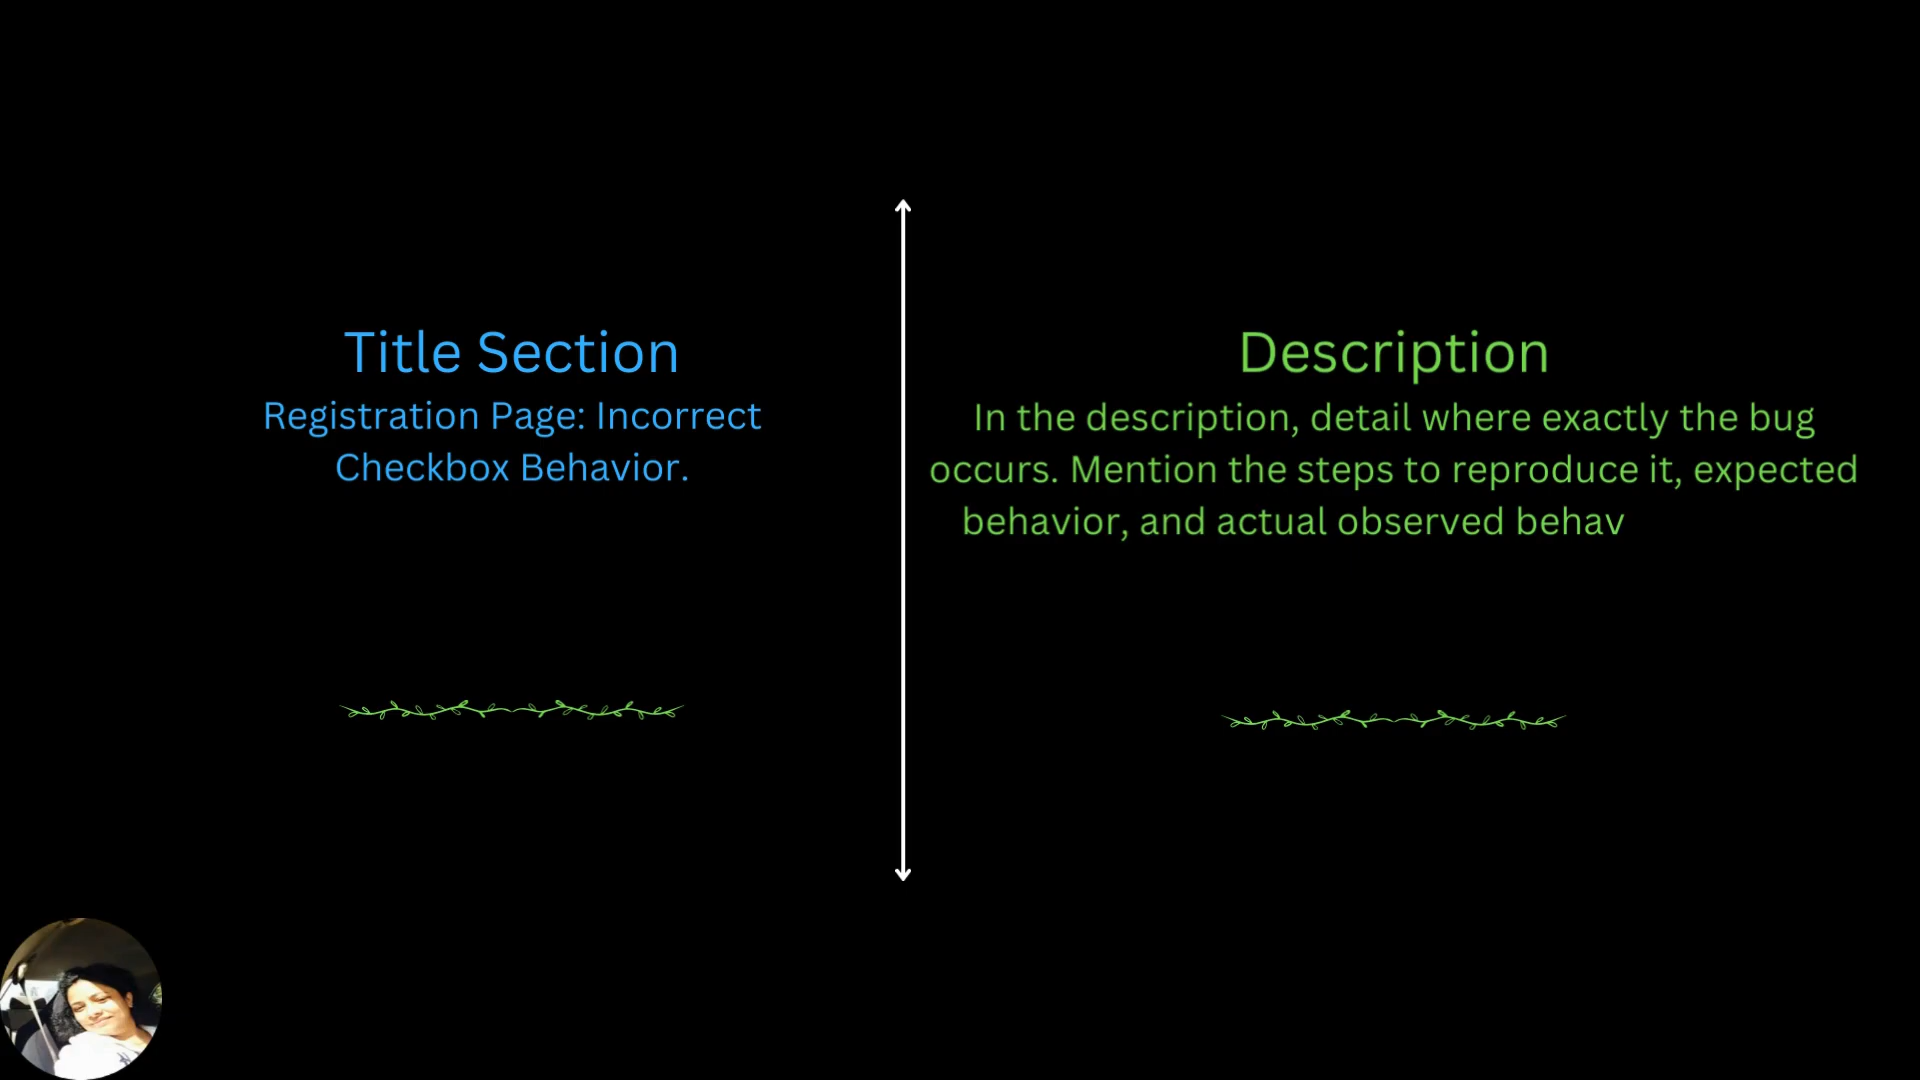 Title Section
Registration Page: Incorrect
Checkbox Behavior.
Description
In the description, detail where exactly the bug
occurs. Mention the steps to reproduce it, expected
behavior, and actual observed behav